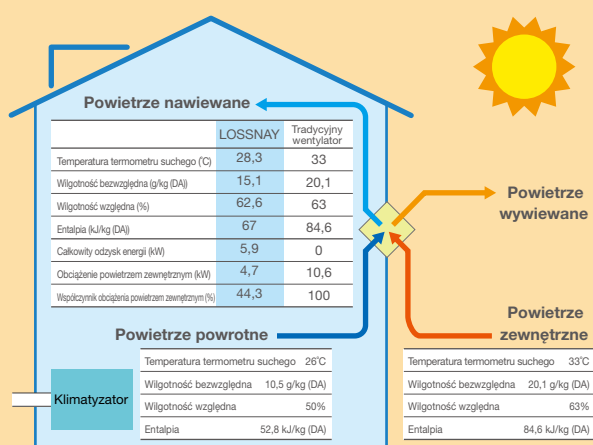 Powietrze nawiewane
LOSSNAY Tradycyjny wentylator
Temperatura termometru suchego (°C) 28,3 33
Wilgotność bezwzględna (g/kg (DA)) 15,1 20,1
Wilgotność względna (%) 62,6 63
Entalpia (kJ/kg (DA)) 67 84,6
Całkowity odzysk energii (kW) 5,9 0
Obciążenie powietrzem zewnętrznym (kW) 4,7 10,6
Współczynnik obciążenia powietrzem zewnętrznym (%) 44,3 100
Powietrze
wywiewane
Powietrze powrotne
Temperatura termometru suchego 26°C
Wilgotność bezwzględna 10,5 g/kg (DA)
Wilgotność względna 50%
Entalpia 52,8 kJ/kg (DA)
Klimatyzator
Powietrze
zewnętrzne
Temperatura termometru suchego 33°C
Wilgotność bezwzględna 20,1 g/kg (DA)
Wilgotność względna 63%
Entalpia 84,6 kJ/kg (DA)